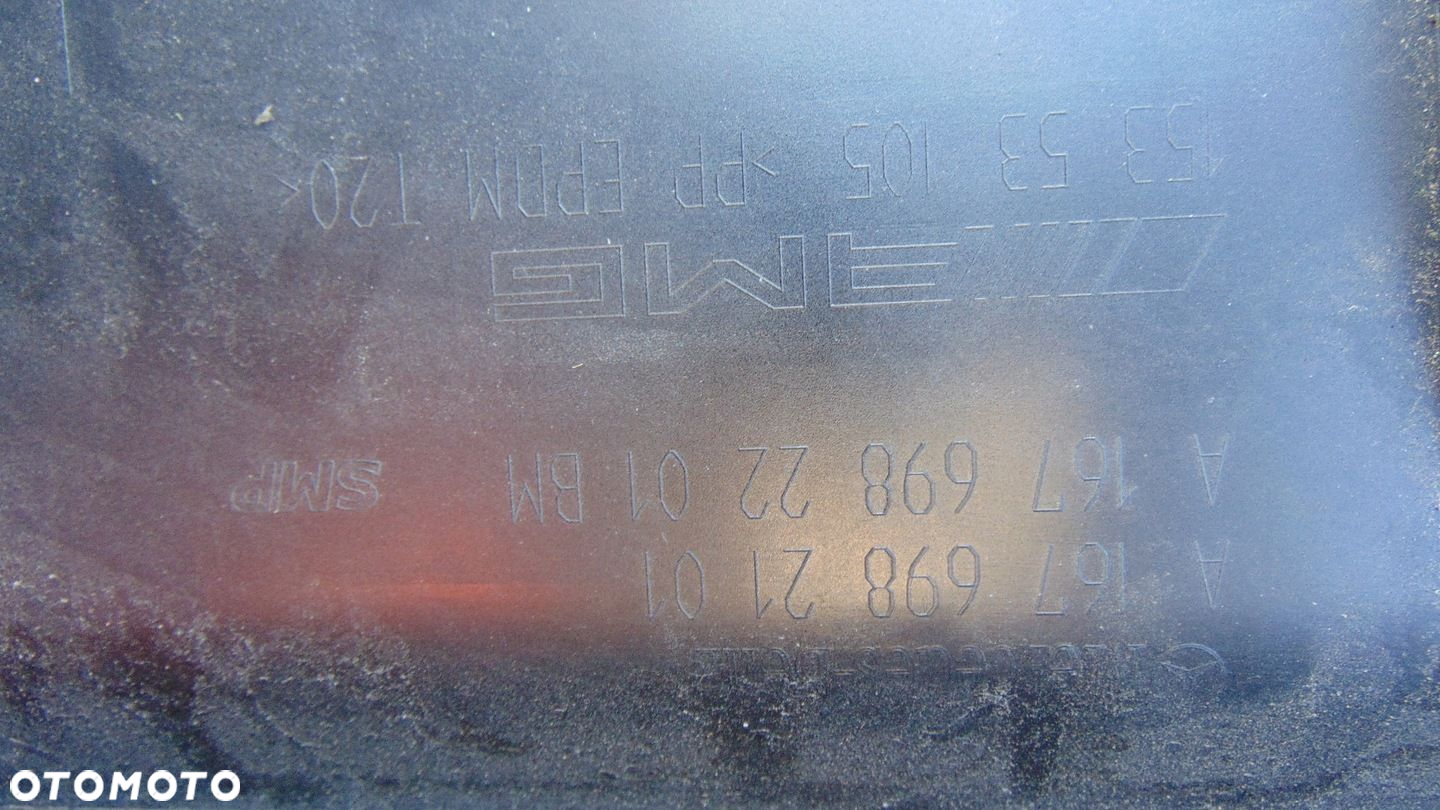 A 167 698 21 01
A 167 698 22 01 BM SMP
AMG
153 53 105 >PP EPDM T20<
OTOMOTO